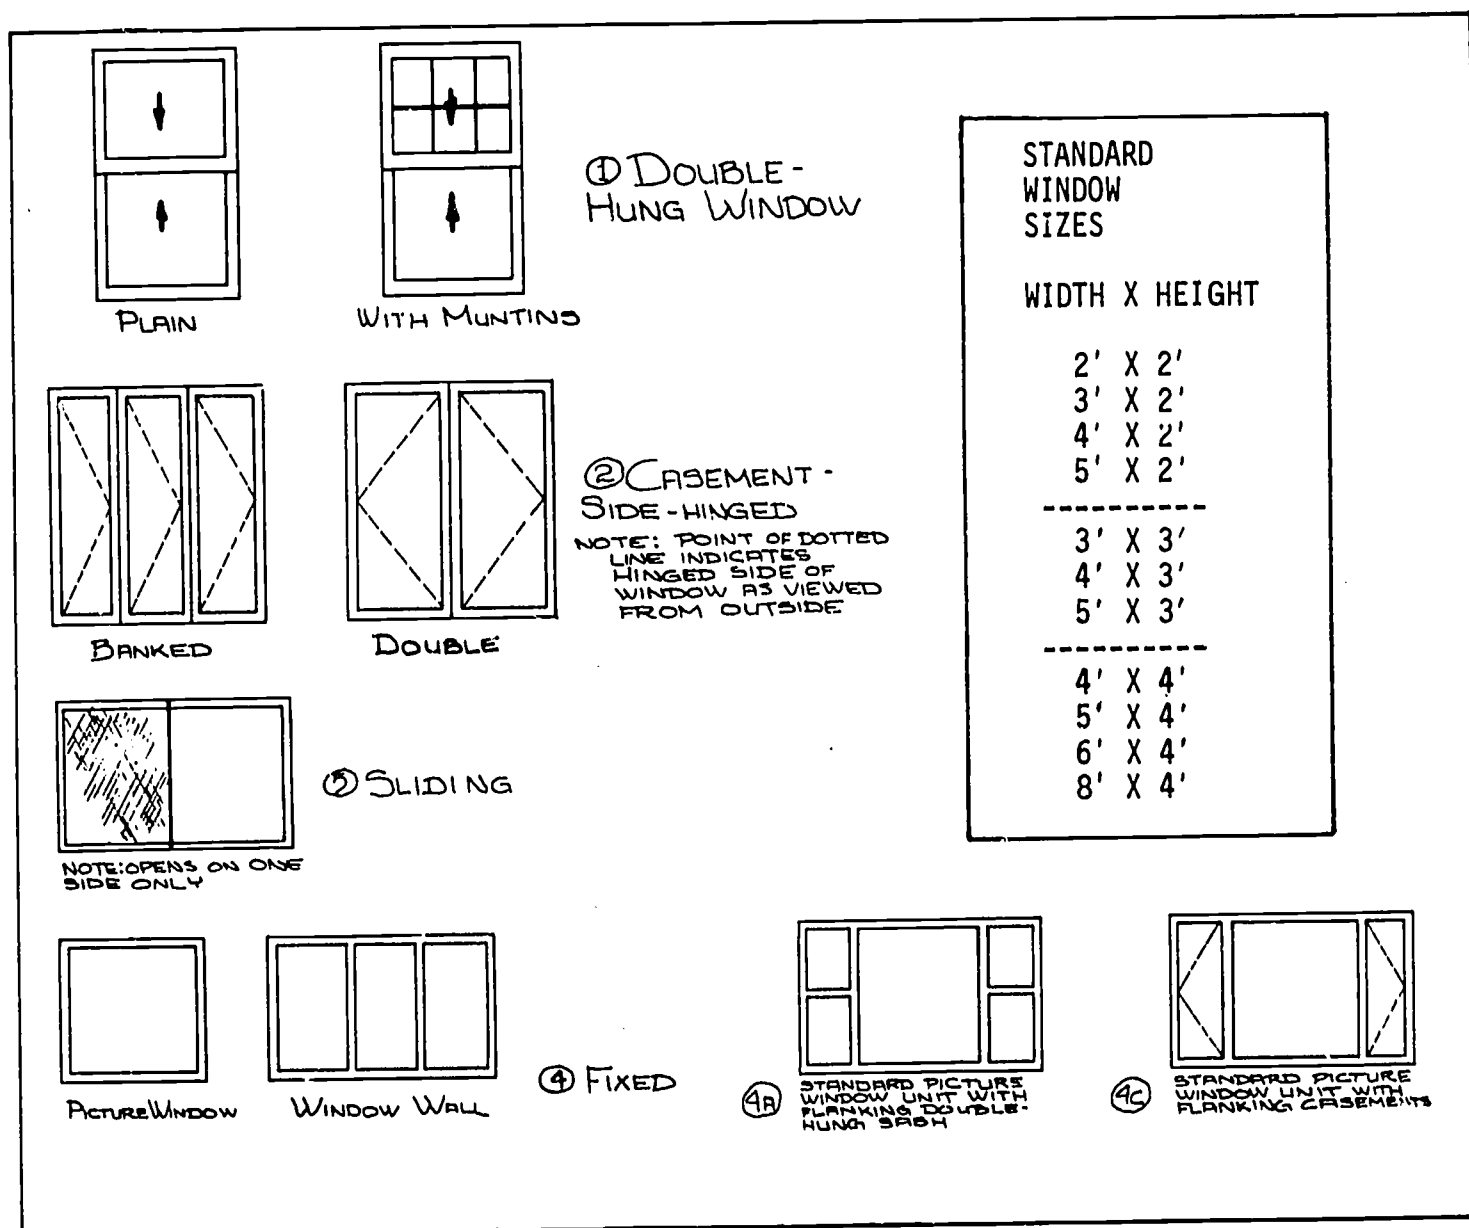 ① DOUBLE-
HUNG WINDOW
PLAIN
WITH MUNTINS
② CASEMENT -
SIDE-HINGED
NOTE: POINT OF DOTTED
LINE INDICATES
HINGED SIDE OF
WINDOW AS VIEWED
FROM OUTSIDE
BANKED
DOUBLE
③ SLIDING
NOTE: OPENS ON ONE
SIDE ONLY
PICTURE WINDOW
WINDOW WALL
④ FIXED
4A STANDARD PICTURE
WINDOW UNIT WITH
FLANKING DOUBLE-
HUNG SASH
4C STANDARD PICTURE
WINDOW UNIT WITH
FLANKING CASEMENTS
STANDARD
WINDOW
SIZES
WIDTH X HEIGHT
2' X 2'
3' X 2'
4' X 2'
5' X 2'
3' X 3'
4' X 3'
5' X 3'
4' X 4'
5' X 4'
6' X 4'
8' X 4'